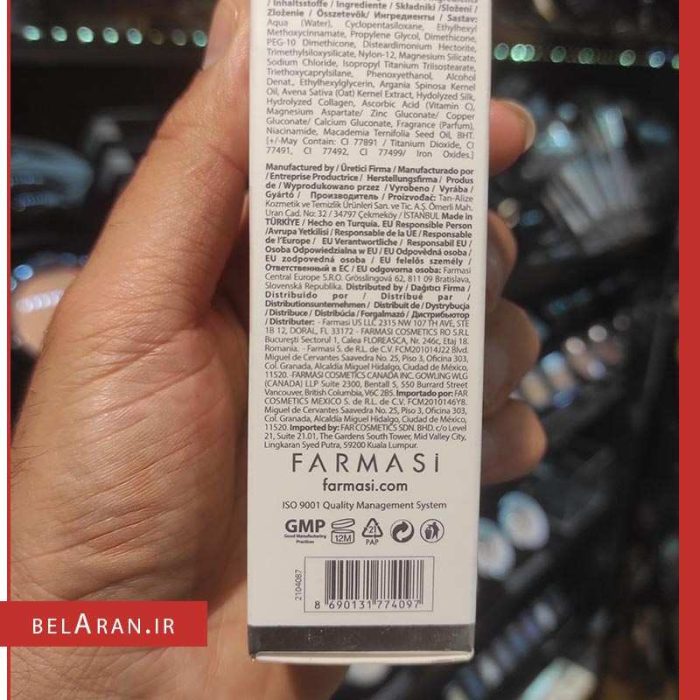 / Inhaltsstoffe / Ingrediente / Składniki /Složeni /
Zloženie / Összetevők/ Ингредиенты / Sastav:
Aqua (Water), Cyclopentasiloxane, Ethylhexyl
Methoxycinnamate, Propylene Glycol, Dimethicone,
PEG-10 Dimethicone, Disteardimonium Hectorite,
Trimethylsiloxysilicate, Nylon-12, Magnesium Silicate,
Sodium Chloride, Isopropyl Titanium Triisostearate,
Triethoxycaprylsilane, Phenoxyethanol, Alcohol
Denat., Ethylhexylglycerin, Argania Spinosa Kernel
Oil, Avena Sativa (Oat) Kernel Extract, Hydolyzed Silk,
Hydrolyzed Collagen, Ascorbic Acid (Vitamin C),
Magnesium Aspartate/ Zinc Gluconate/ Copper
Gluconate/ Calcium Gluconate, Fragrance (Parfum),
Niacinamide, Macademia Ternifolia Seed Oil, BHT.
[+/-May Contain: CI 77891 / Titanium Dioxide, CI
77491, CI 77492, CI 77499/ Iron Oxides.]
Manufactured by / Üretici Firma / Manufacturado por
/ Entreprise Productrice / Herstellungsfirma / Produs
de / Wyprodukowano przez / Vyrobeno / Vyrába /
Gyártó / Производитель / Proizvođač: Tan-Alize
Kozmetik ve Temizlik Ürünleri San. ve Tic. A.S. Ömerli Mah.
Uran Cad. No: 32 / 34797 Çekmeköy / İSTANBUL Made in
TÜRKİYE / Hecho en Turquía. EU Responsible Person
/Avrupa Yetkilisi / Responsable de la UE / Responsable
de l'Europe / EU Verantwortliche / Responsabil EU /
Osoba Odpowiedzialna w EU / EU Odpovědná osoba /
EU zodpovedná osoba / EU felelős személy /
Ответственный в ЕС / EU odgovorna osoba: Farmasi
Central Europe S.R.O. Grösslingová 62, 811 09 Bratislava,
Slovenská Republika. Distributed by / Dağıtıcı Firma /
Distribuido por / Distribué par /
Distributionsunternehmen / Distribuit de / Dystrybucja
/Distribuce / Distribúcia / Forgalmazó / Дистрибьютор
/ Distributer: - Farmasi US LLC 2315 NW 107 TH AVE, STE
1B 12, DORAL, FL 33172 - FARMASI COSMETICS RO S.R.L
Bucureşti Sectorul 1, Calea FLOREASCA, Nr. 246c, Etaj 18.
Romania. - Farmasi S. de R.L. de C.V. FCM201014J22 Blvd.
Miguel de Cervantes Saavedra No. 25, Piso 3, Oficina 303,
Col. Granada, Alcaldía Miguel Hidalgo, Ciudad de México,
11520. -FARMASI COSMETICS CANADA INC. GOWLING WLG
(CANADA) LLP Suite 2300, Bentall 5, 550 Burrard Street
Vancouver, British Columbia, V6C 2B5. Importado por: FAR
COSMETICS MEXICO S. de R.L. de C.V. FCM2010146Y8.
Miguel de Cervantes Saavedra No. 25, Piso 3, Oficina 303,
Col. Granada, Alcaldía Miguel Hidalgo, Ciudad de México,
11520. Imported by: FAR COSMETICS SDN. BHD. c/o Level
21, Suite 21.01, The Gardens South Tower, Mid Valley City,
Lingkaran Syed Putra, 59200 Kuala Lumpur.
FARMASi
farmasi.com
ISO 9001 Quality Management System
GMP
Good Manufacturing
Practices
12M
21
PAP
2104087
8 690131 774097
BELARAN.IR